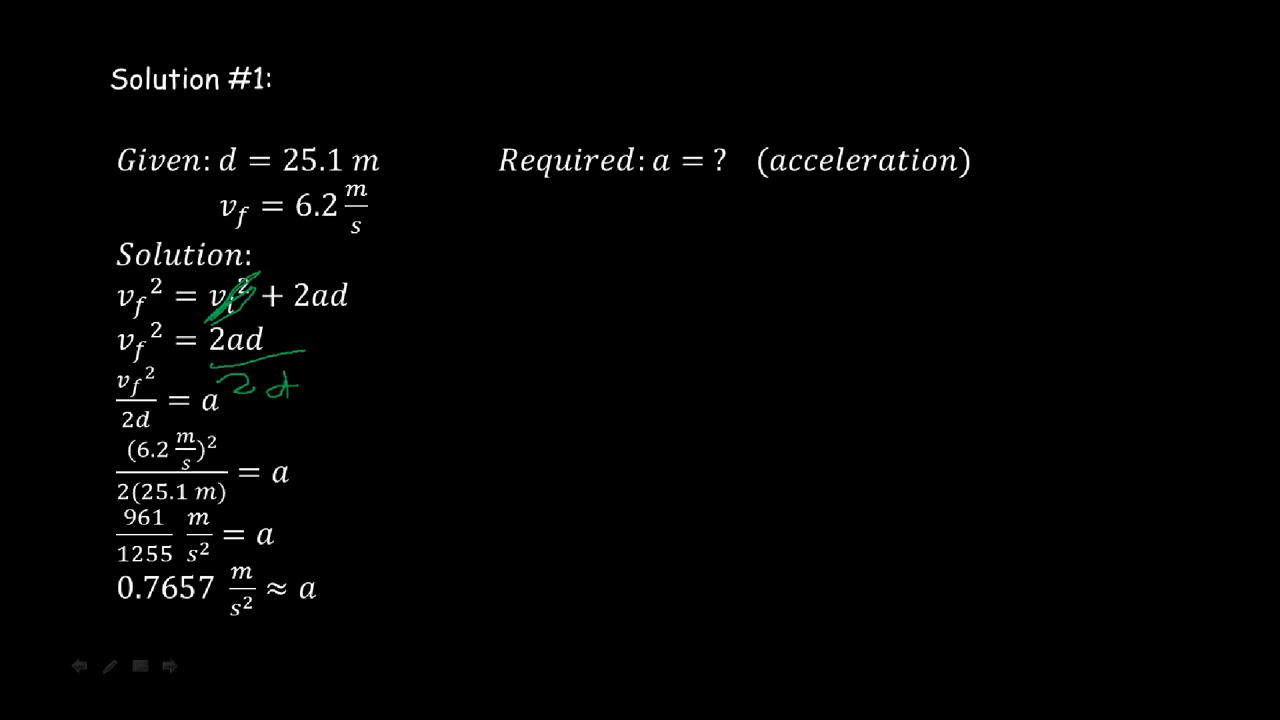 Solution #1:
Given: d = 25.1 m    Required: a = ?  (acceleration)
v_f = 6.2 m/s
Solution:
v_f² = v_i² + 2ad
v_f² = 2ad
2d
v_f²/2d = a
(6.2 m/s)²/2(25.1 m) = a
961/1255 m/s² = a
0.7657 m/s² ≈ a